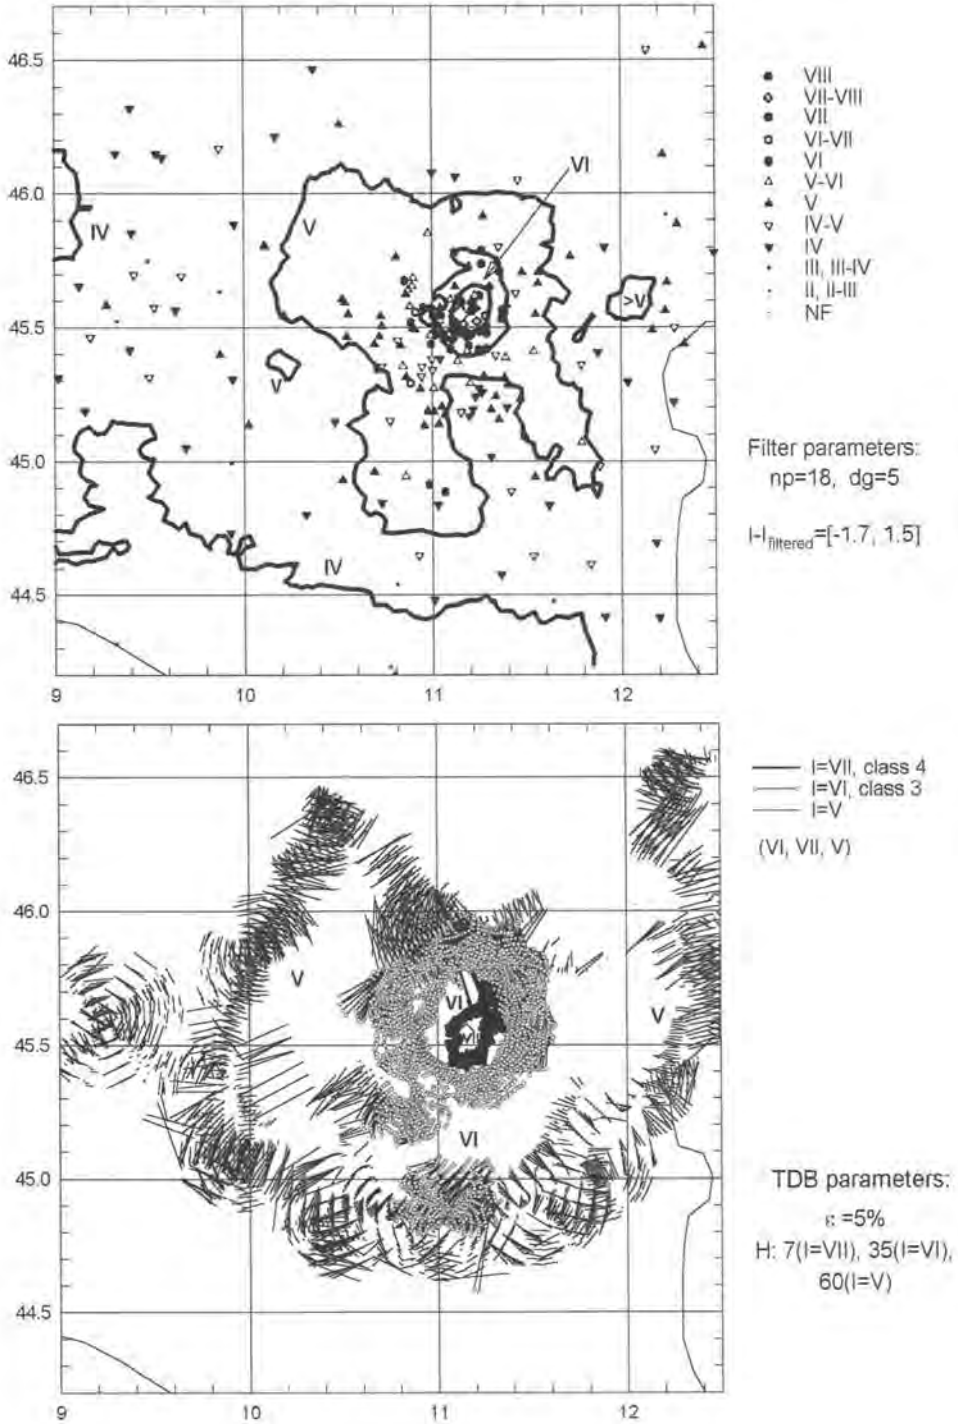 46.5
46.0
45.5
45.0
44.5
9
10
11
12
IV
V
VI
>V
V
IV
VIII
VII-VIII
VII
VI-VII
VI
V-VI
V
IV-V
IV
III, III-IV
II, II-III
NF
Filter parameters:
np=18, dg=5
I-Ifiltered=[-1.7, 1.5]
46.5
46.0
45.5
45.0
44.5
9
10
11
12
V
VI
VII
V
VI
I=VII, class 4
I=VI, class 3
I=V
(VI, VII, V)
TDB parameters:
ε =5%
H: 7(I=VII), 35(I=VI),
60(I=V)